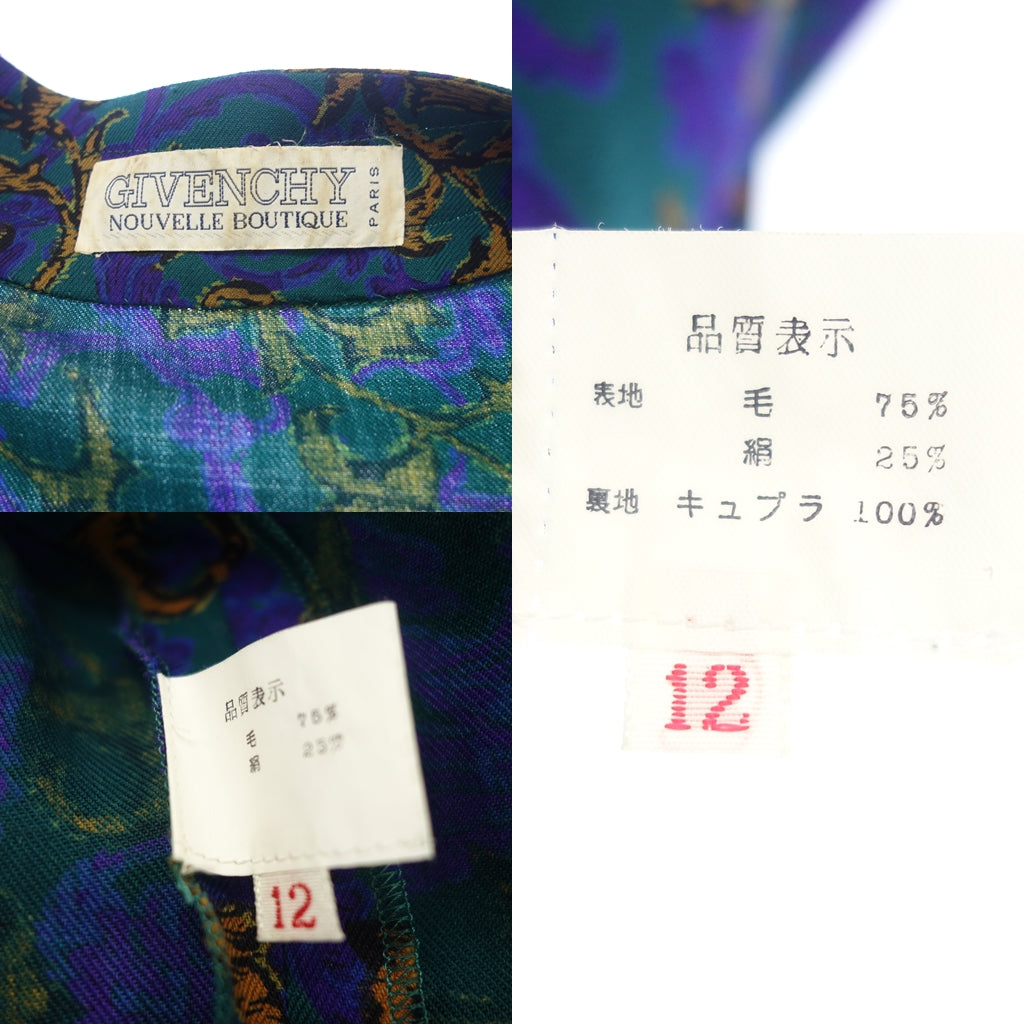 GIVENCHY
NOUVELLE BOUTIQUE
PARIS
品質表示
表地 毛 75%
絹 25%
裏地 キュプラ 100%
12
品質表示
毛 75%
絹 25%
12